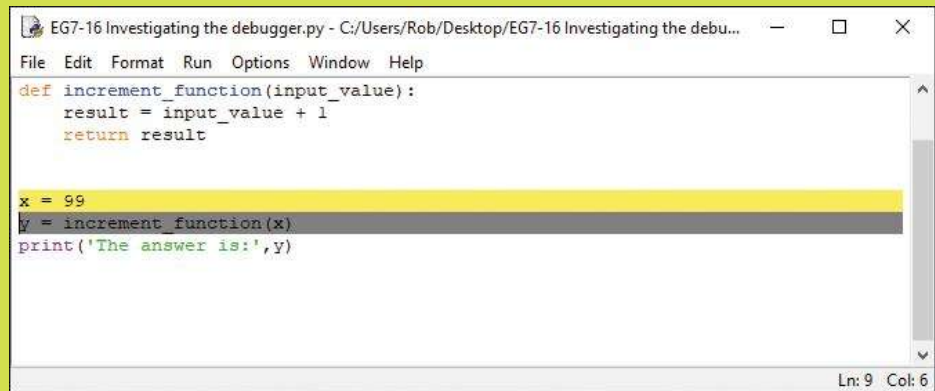 EG7-16 Investigating the debugger.py - C:/Users/Rob/Desktop/EG7-16 Investigating the debu...
File Edit Format Run Options Window Help
def increment_function(input_value):
    result = input_value + 1
    return result
x = 99
y = increment_function(x)
print('The answer is:',y)
Ln: 9 Col: 6